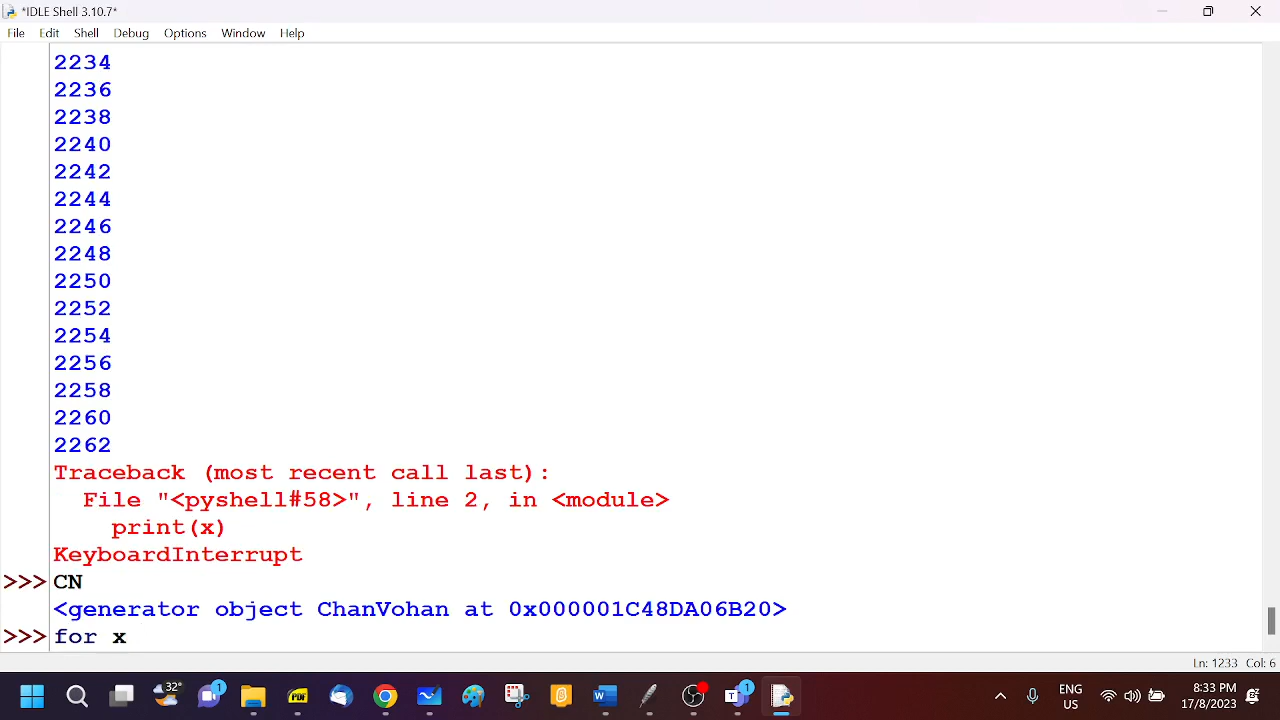 *IDLE Shell 3.10.7*
File Edit Shell Debug Options Window Help
2234
2236
2238
2240
2242
2244
2246
2248
2250
2252
2254
2256
2258
2260
2262
Traceback (most recent call last):
File "<pyshell#58>", line 2, in <module>
print(x)
KeyboardInterrupt
>>> CN
<generator object ChanVohan at 0x000001C48DA06B20>
>>> for x
Ln: 1233 Col: 6
32°
1
PDF
1
ENG
US
8:33 PM
17/8/2023